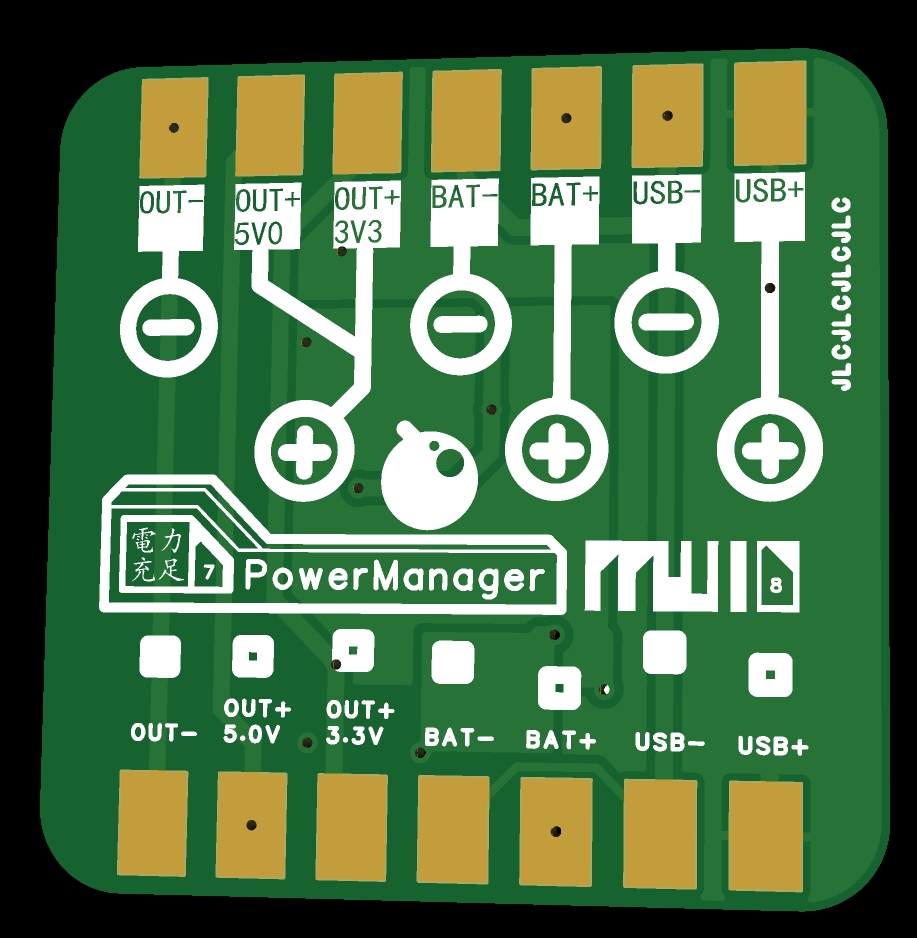 OUT-
OUT+
5V0
OUT+
3V3
BAT-
BAT+
USB-
USB+
JLCJLCJLCJLC
電力
充足
7
PowerManager
8
OUT-
OUT+
5.0V
OUT+
3.3V
BAT-
BAT+
USB-
USB+